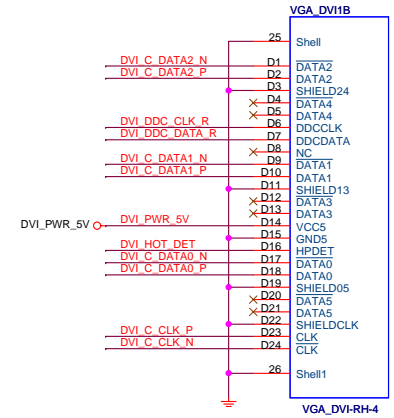 VGA_DVI1B
25 Shell
DVI_C_DATA2_N D1 DATA2
DVI_C_DATA2_P D2 DATA2
D3 SHIELD24
D4 DATA4
D5 DATA4
DVI_DDC_CLK_R D6 DDCCLK
DVI_DDC_DATA_R D7 DDCDATA
D8 NC
DVI_C_DATA1_N D9 DATA1
DVI_C_DATA1_P D10 DATA1
D11 SHIELD13
D12 DATA3
D13 DATA3
DVI_PWR_5V DVI_PWR_5V D14 VCC5
D15 GND5
DVI_HOT_DET D16 HPDET
DVI_C_DATA0_N D17 DATA0
DVI_C_DATA0_P D18 DATA0
D19 SHIELD05
D20 DATA5
D21 DATA5
D22 SHIELDCLK
DVI_C_CLK_P D23 CLK
DVI_C_CLK_N D24 CLK
26 Shell1
VGA_DVI-RH-4